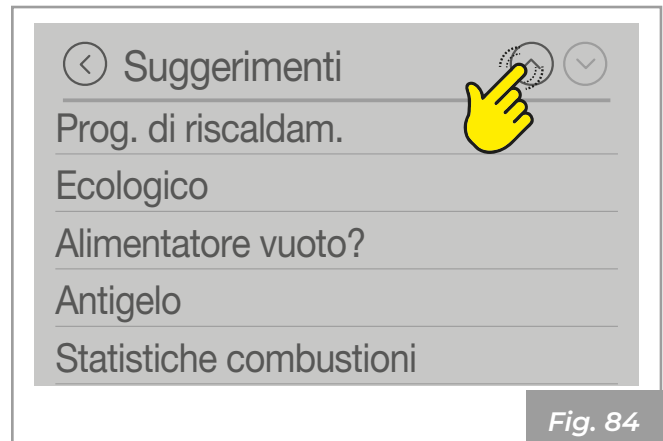 Suggerimenti
Prog. di riscaldam.
Ecologico
Alimentatore vuoto?
Antigelo
Statistiche combustioni
Fig. 84